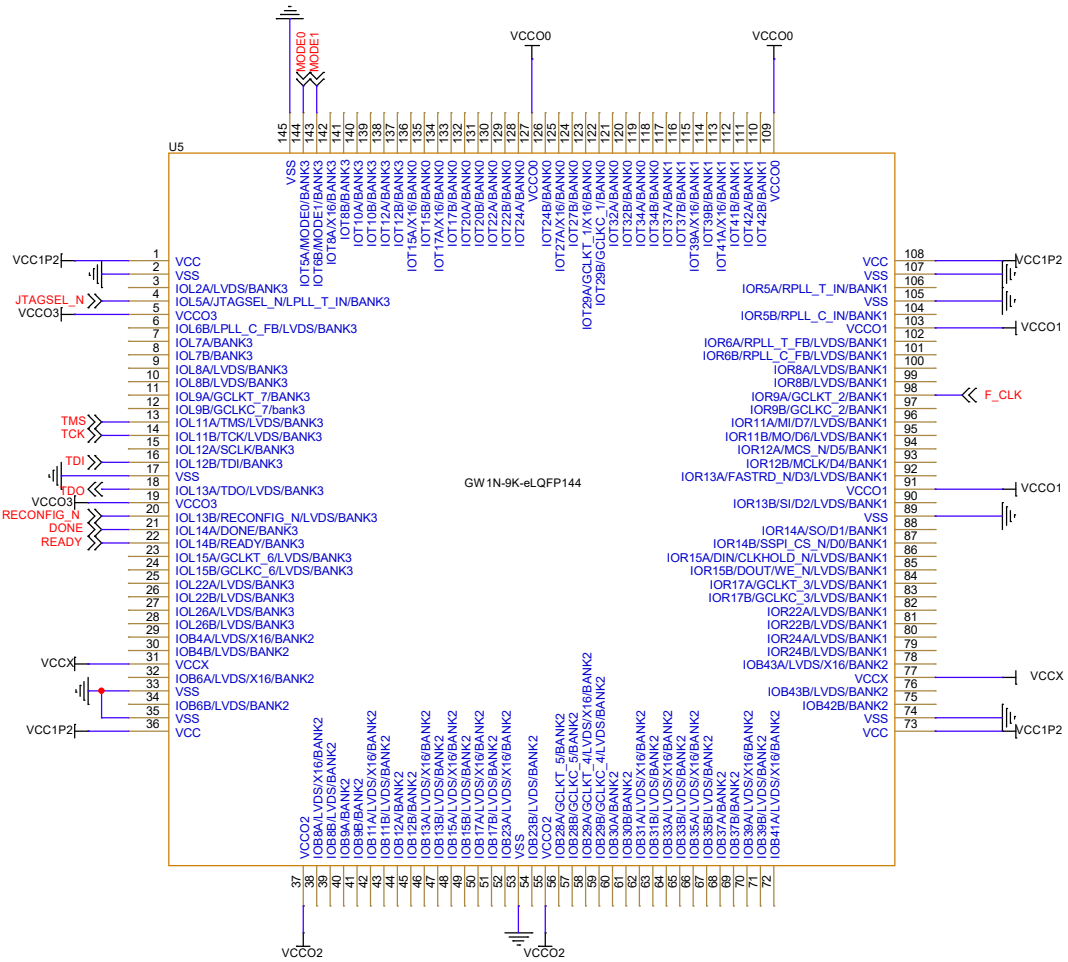 MODE0
MODE1
VCCO0
VCCO0
145
144
143
142
141
140
139
138
137
136
135
134
133
132
131
130
129
128
127
126
125
124
123
122
121
120
119
118
117
116
115
114
113
112
111
110
109
U5
VSS
IOT5A/MODE0/BANK3
IOT6B/MODE1/BANK3
IOT8A/X16/BANK3
IOT8B/BANK3
IOT10A/BANK3
IOT10B/BANK3
IOT12A/BANK3
IOT12B/BANK3
IOT15A/X16/BANK0
IOT15B/BANK0
IOT17A/X16/BANK0
IOT17B/BANK0
IOT20A/BANK0
IOT20B/BANK0
IOT22A/BANK0
IOT22B/BANK0
IOT24A/BANK0
VCCO0
IOT24B/BANK0
IOT27A/X16/BANK0
IOT27B/BANK0
IOT29A/GCLKT_1/X16/BANK0
IOT29B/GCLKC_1/BANK0
IOT32A/BANK0
IOT32B/BANK0
IOT34A/BANK0
IOT34B/BANK0
IOT37A/BANK1
IOT37B/BANK1
IOT39A/X16/BANK1
IOT39B/BANK1
IOT41A/X16/BANK1
IOT41B/BANK1
IOT42A/BANK1
IOT42B/BANK1
VCCO0
VCC1P2 1 VCC
2 VSS
3 IOL2A/LVDS/BANK3
JTAGSEL_N 4 IOL5A/JTAGSEL_N/LPLL_T_IN/BANK3
VCCO3 5 VCCO3
6 IOL6B/LPLL_C_FB/LVDS/BANK3
7 IOL7A/BANK3
8 IOL7B/BANK3
9 IOL8A/LVDS/BANK3
10 IOL8B/LVDS/BANK3
11 IOL9A/GCLKT_7/BANK3
12 IOL9B/GCLKC_7/bank3
TMS 13 IOL11A/TMS/LVDS/BANK3
TCK 14 IOL11B/TCK/LVDS/BANK3
15 IOL12A/SCLK/BANK3
TDI 16 IOL12B/TDI/BANK3
17 VSS
TDO 18 IOL13A/TDO/LVDS/BANK3
VCCO3 19 VCCO3
RECONFIG_N 20 IOL13B/RECONFIG_N/LVDS/BANK3
DONE 21 IOL14A/DONE/BANK3
READY 22 IOL14B/READY/BANK3
23 IOL15A/GCLKT_6/LVDS/BANK3
24 IOL15B/GCLKC_6/LVDS/BANK3
25 IOL22A/LVDS/BANK3
26 IOL22B/LVDS/BANK3
27 IOL26A/LVDS/BANK3
28 IOL26B/LVDS/BANK3
29 IOB4A/LVDS/X16/BANK2
30 IOB4B/LVDS/BANK2
VCCX 31 VCCX
32 IOB6A/LVDS/X16/BANK2
33 VSS
34 IOB6B/LVDS/BANK2
35 VSS
VCC1P2 36 VCC
GW1N-9K-eLQFP144
VCC 108 VCC1P2
VSS 107
IOR5A/RPLL_T_IN/BANK1 106
VSS 105
IOR5B/RPLL_C_IN/BANK1 104
VCCO1 103 VCCO1
IOR6A/RPLL_T_FB/LVDS/BANK1 102
IOR6B/RPLL_C_FB/LVDS/BANK1 101
IOR8A/LVDS/BANK1 100
IOR8B/LVDS/BANK1 99
IOR9A/GCLKT_2/BANK1 98 F_CLK
IOR9B/GCLKC_2/BANK1 97
IOR11A/MI/D7/LVDS/BANK1 96
IOR11B/MO/D6/LVDS/BANK1 95
IOR12A/MCS_N/D5/BANK1 94
IOR12B/MCLK/D4/BANK1 93
IOR13A/FASTRD_N/D3/LVDS/BANK1 92
VCCO1 91 VCCO1
IOR13B/SI/D2/LVDS/BANK1 90
VSS 89
IOR14A/SO/D1/BANK1 88
IOR14B/SSPI_CS_N/D0/BANK1 87
IOR15A/DIN/CLKHOLD_N/LVDS/BANK1 86
IOR15B/DOUT/WE_N/LVDS/BANK1 85
IOR17A/GCLKT_3/LVDS/BANK1 84
IOR17B/GCLKC_3/LVDS/BANK1 83
IOR22A/LVDS/BANK1 82
IOR22B/LVDS/BANK1 81
IOR24A/LVDS/BANK1 80
IOR24B/LVDS/BANK1 79
IOB43A/LVDS/X16/BANK2 78
VCCX 77 VCCX
IOB43B/LVDS/BANK2 76
IOB42B/BANK2 75
VSS 74
VCC 73 VCC1P2
VCCO2
IOB8A/LVDS/X16/BANK2
IOB8B/LVDS/BANK2
IOB9A/BANK2
IOB9B/BANK2
IOB11A/LVDS/X16/BANK2
IOB11B/LVDS/BANK2
IOB12A/BANK2
IOB12B/BANK2
IOB13A/LVDS/X16/BANK2
IOB13B/LVDS/BANK2
IOB15A/LVDS/X16/BANK2
IOB15B/LVDS/BANK2
IOB17A/LVDS/X16/BANK2
IOB17B/LVDS/BANK2
IOB23A/LVDS/X16/BANK2
VSS
IOB23B/LVDS/BANK2
VCCO2
IOB28A/GCLKT_5/BANK2
IOB28B/GCLKC_5/BANK2
IOB29A/GCLKT_4/LVDS/X16/BANK2
IOB29B/GCLKC_4/LVDS/BANK2
IOB30A/BANK2
IOB30B/BANK2
IOB31A/LVDS/X16/BANK2
IOB31B/LVDS/BANK2
IOB33A/LVDS/X16/BANK2
IOB33B/LVDS/BANK2
IOB35A/LVDS/X16/BANK2
IOB35B/LVDS/BANK2
IOB37A/BANK2
IOB37B/BANK2
IOB39A/LVDS/X16/BANK2
IOB39B/LVDS/BANK2
IOB41A/LVDS/X16/BANK2
37
38
39
40
41
42
43
44
45
46
47
48
49
50
51
52
53
54
55
56
57
58
59
60
61
62
63
64
65
66
67
68
69
70
71
72
VCCO2
VCCO2